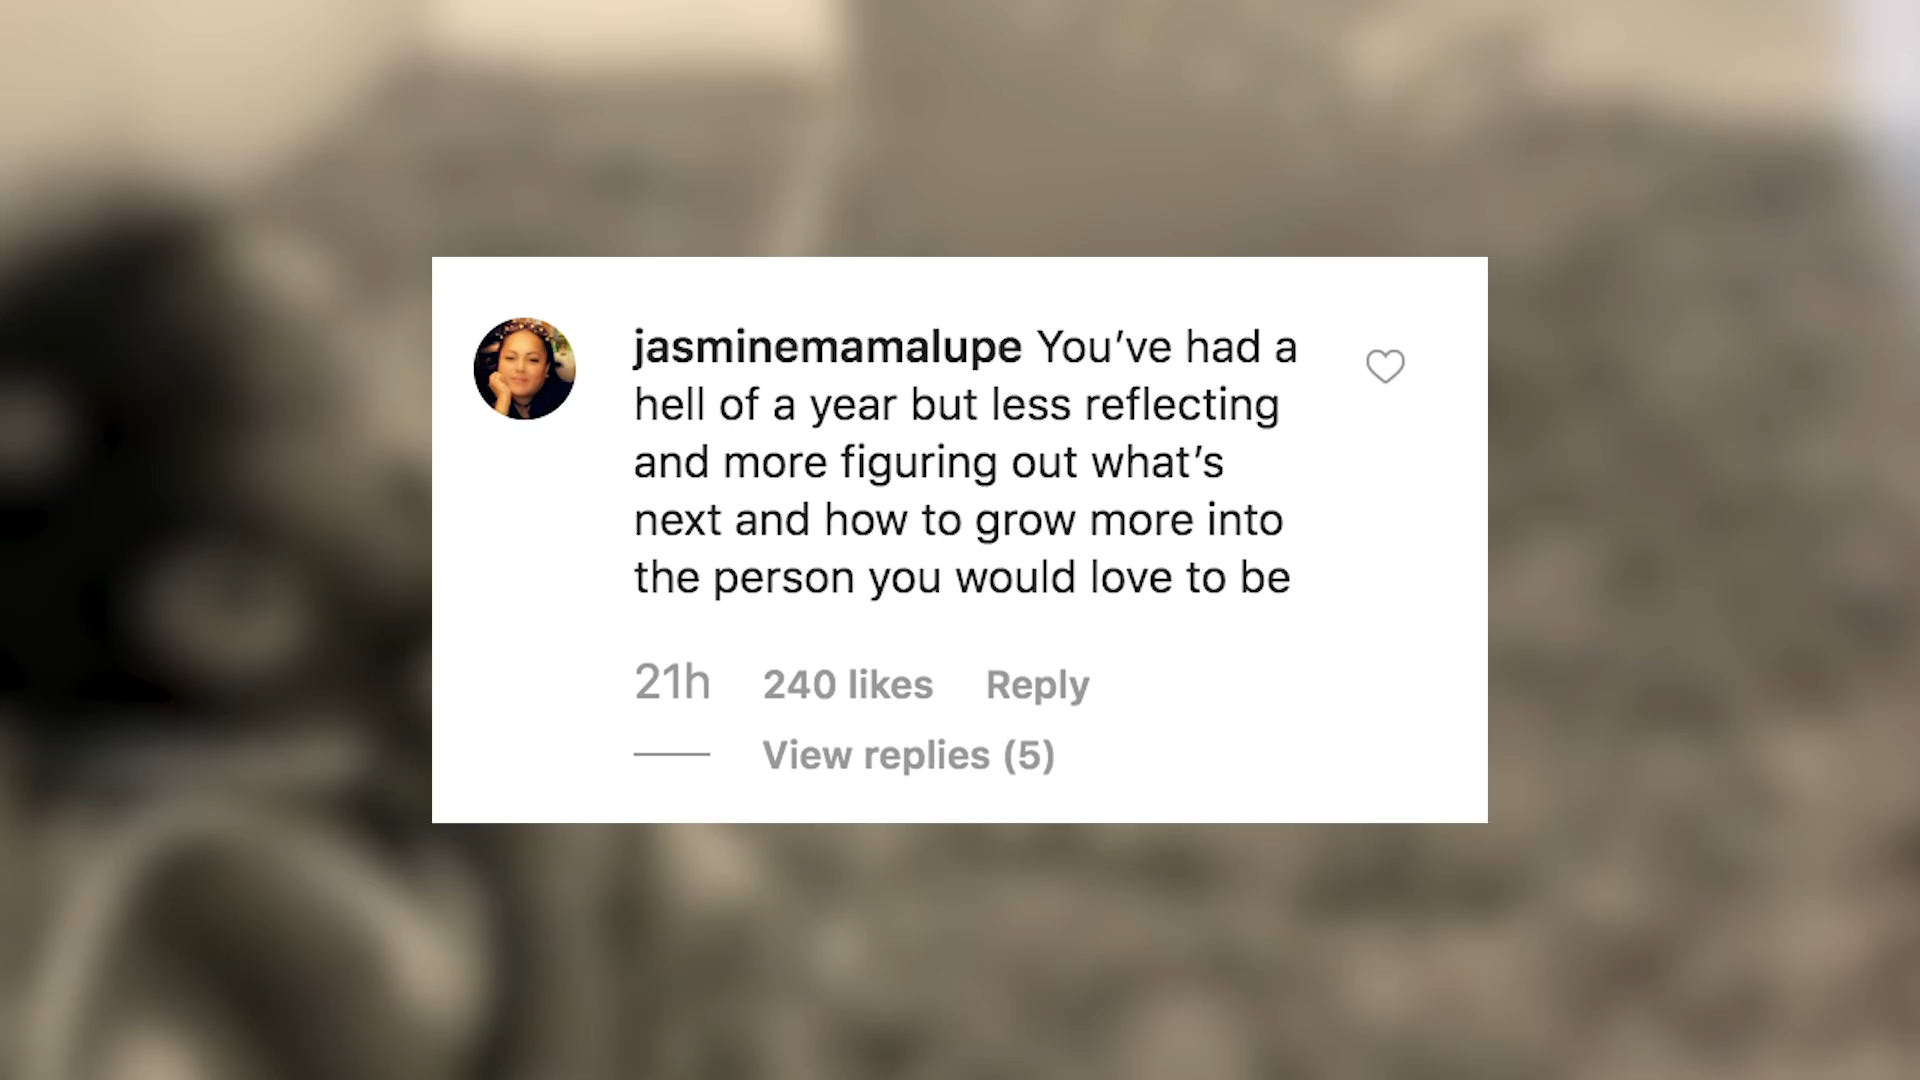 jasminemamalupe You’ve had a
hell of a year but less reflecting
and more figuring out what’s
next and how to grow more into
the person you would love to be
21h 240 likes Reply
View replies (5)